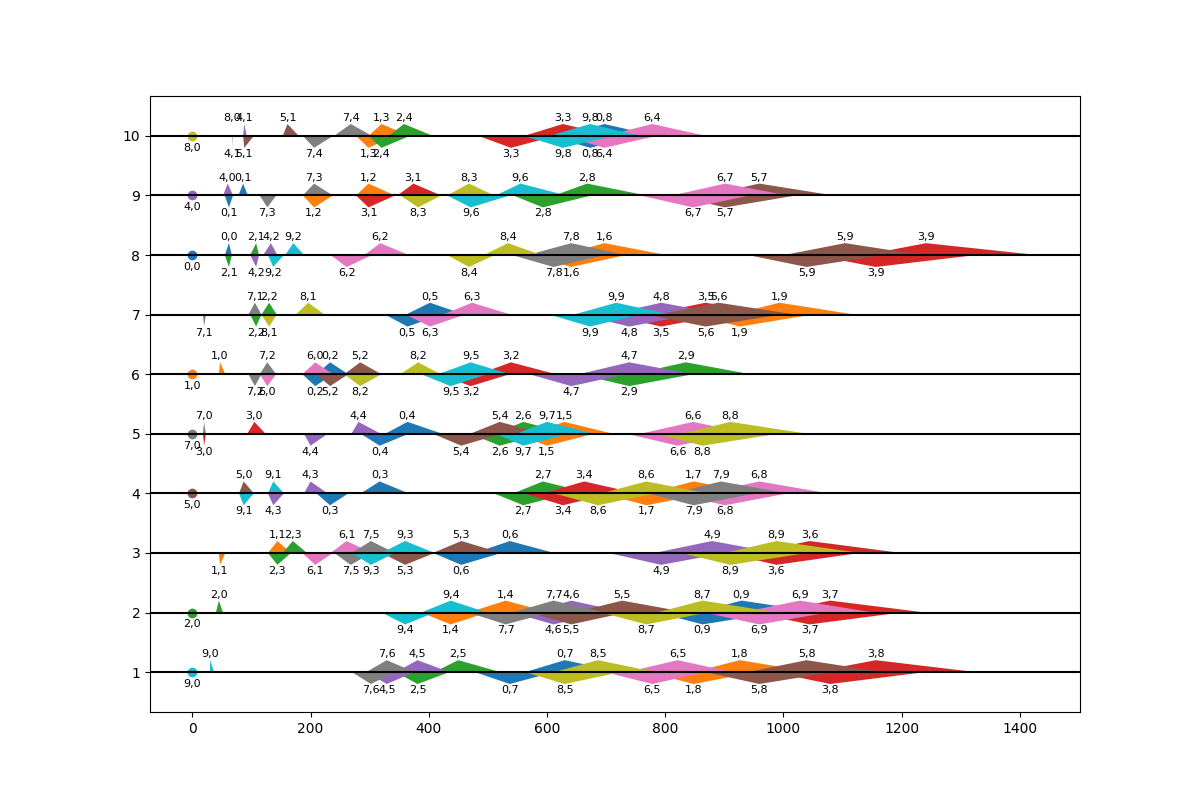 8,0 4,1 5,1 7,4 1,3 2,4 3,3 9,8 0,8 6,4
10
8,0 4,1 5,1 7,4 1,3 2,4 3,3 9,8 0,8 6,4
4,0 0,1 7,3 1,2 3,1 8,3 9,6 2,8 6,7 5,7
9
4,0 0,1 7,3 1,2 3,1 8,3 9,6 2,8 6,7 5,7
0,0 2,1 4,2 9,2 6,2 8,4 7,8 1,6 5,9 3,9
8
0,0 2,1 4,2 9,2 6,2 8,4 7,8 1,6 5,9 3,9
7,1 2,2 8,1 0,5 6,3 9,9 4,8 3,5 5,6 1,9
7
7,1 2,2 8,1 0,5 6,3 9,9 4,8 3,5 5,6 1,9
1,0 7,2 6,0 0,2 5,2 8,2 9,5 3,2 4,7 2,9
6
1,0 7,2 6,0 0,2 5,2 8,2 9,5 3,2 4,7 2,9
7,0 3,0 4,4 0,4 5,4 2,6 9,7 1,5 6,6 8,8
5
7,0 3,0 4,4 0,4 5,4 2,6 9,7 1,5 6,6 8,8
5,0 9,1 4,3 0,3 2,7 3,4 8,6 1,7 7,9 6,8
4
5,0 9,1 4,3 0,3 2,7 3,4 8,6 1,7 7,9 6,8
1,1 2,3 6,1 7,5 9,3 5,3 0,6 4,9 8,9 3,6
3
1,1 2,3 6,1 7,5 9,3 5,3 0,6 4,9 8,9 3,6
2,0 9,4 1,4 7,7 4,6 5,5 8,7 0,9 6,9 3,7
2
2,0 9,4 1,4 7,7 4,6 5,5 8,7 0,9 6,9 3,7
9,0 7,6 4,5 2,5 0,7 8,5 6,5 1,8 5,8 3,8
1
9,0 7,6 4,5 2,5 0,7 8,5 6,5 1,8 5,8 3,8
0 200 400 600 800 1000 1200 1400